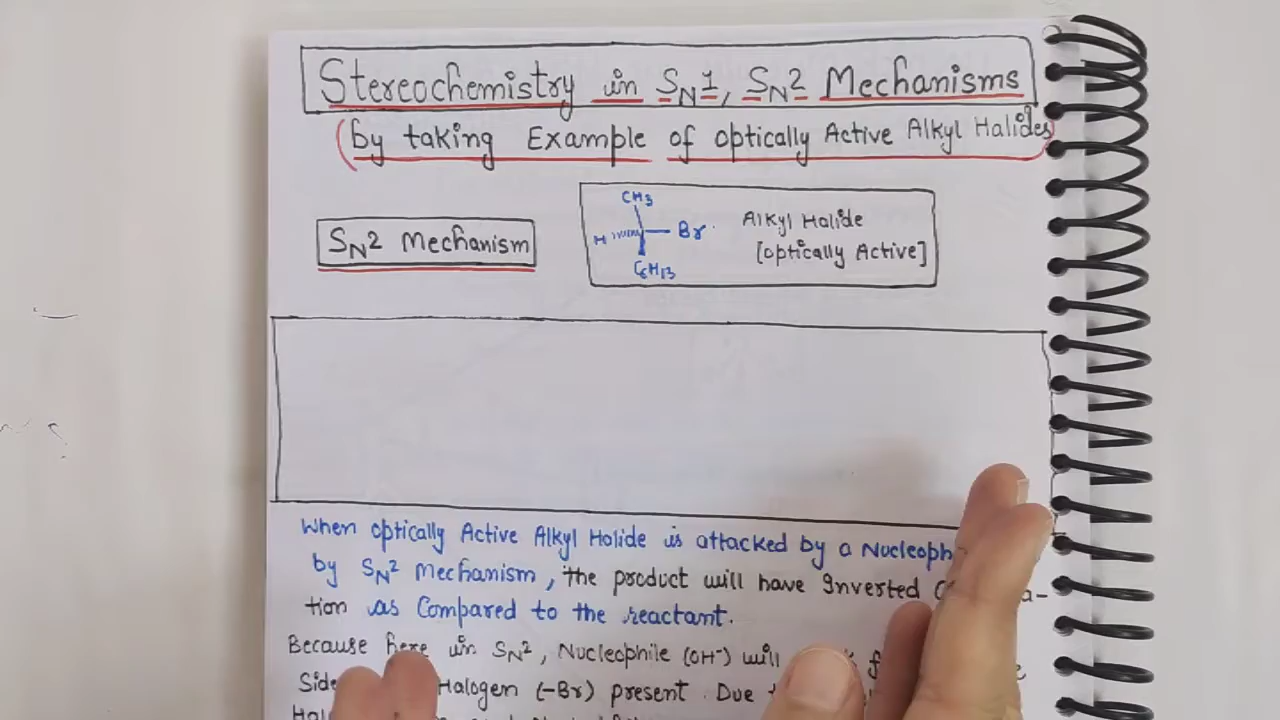 Stereochemistry in SN1, SN2 Mechanisms
(by taking Example of optically Active Alkyl Halides)
SN2 Mechanism
CH3
H Br
C6H13
Alkyl Halide
[optically Active]
When optically Active Alkyl Halide is attacked by a
by SN2 Mechanism, the product will have Inverted
tion as Compared to the reactant.
Because here in SN2, Nucleophile (OH-) will
Halogen (-Br) present. Due